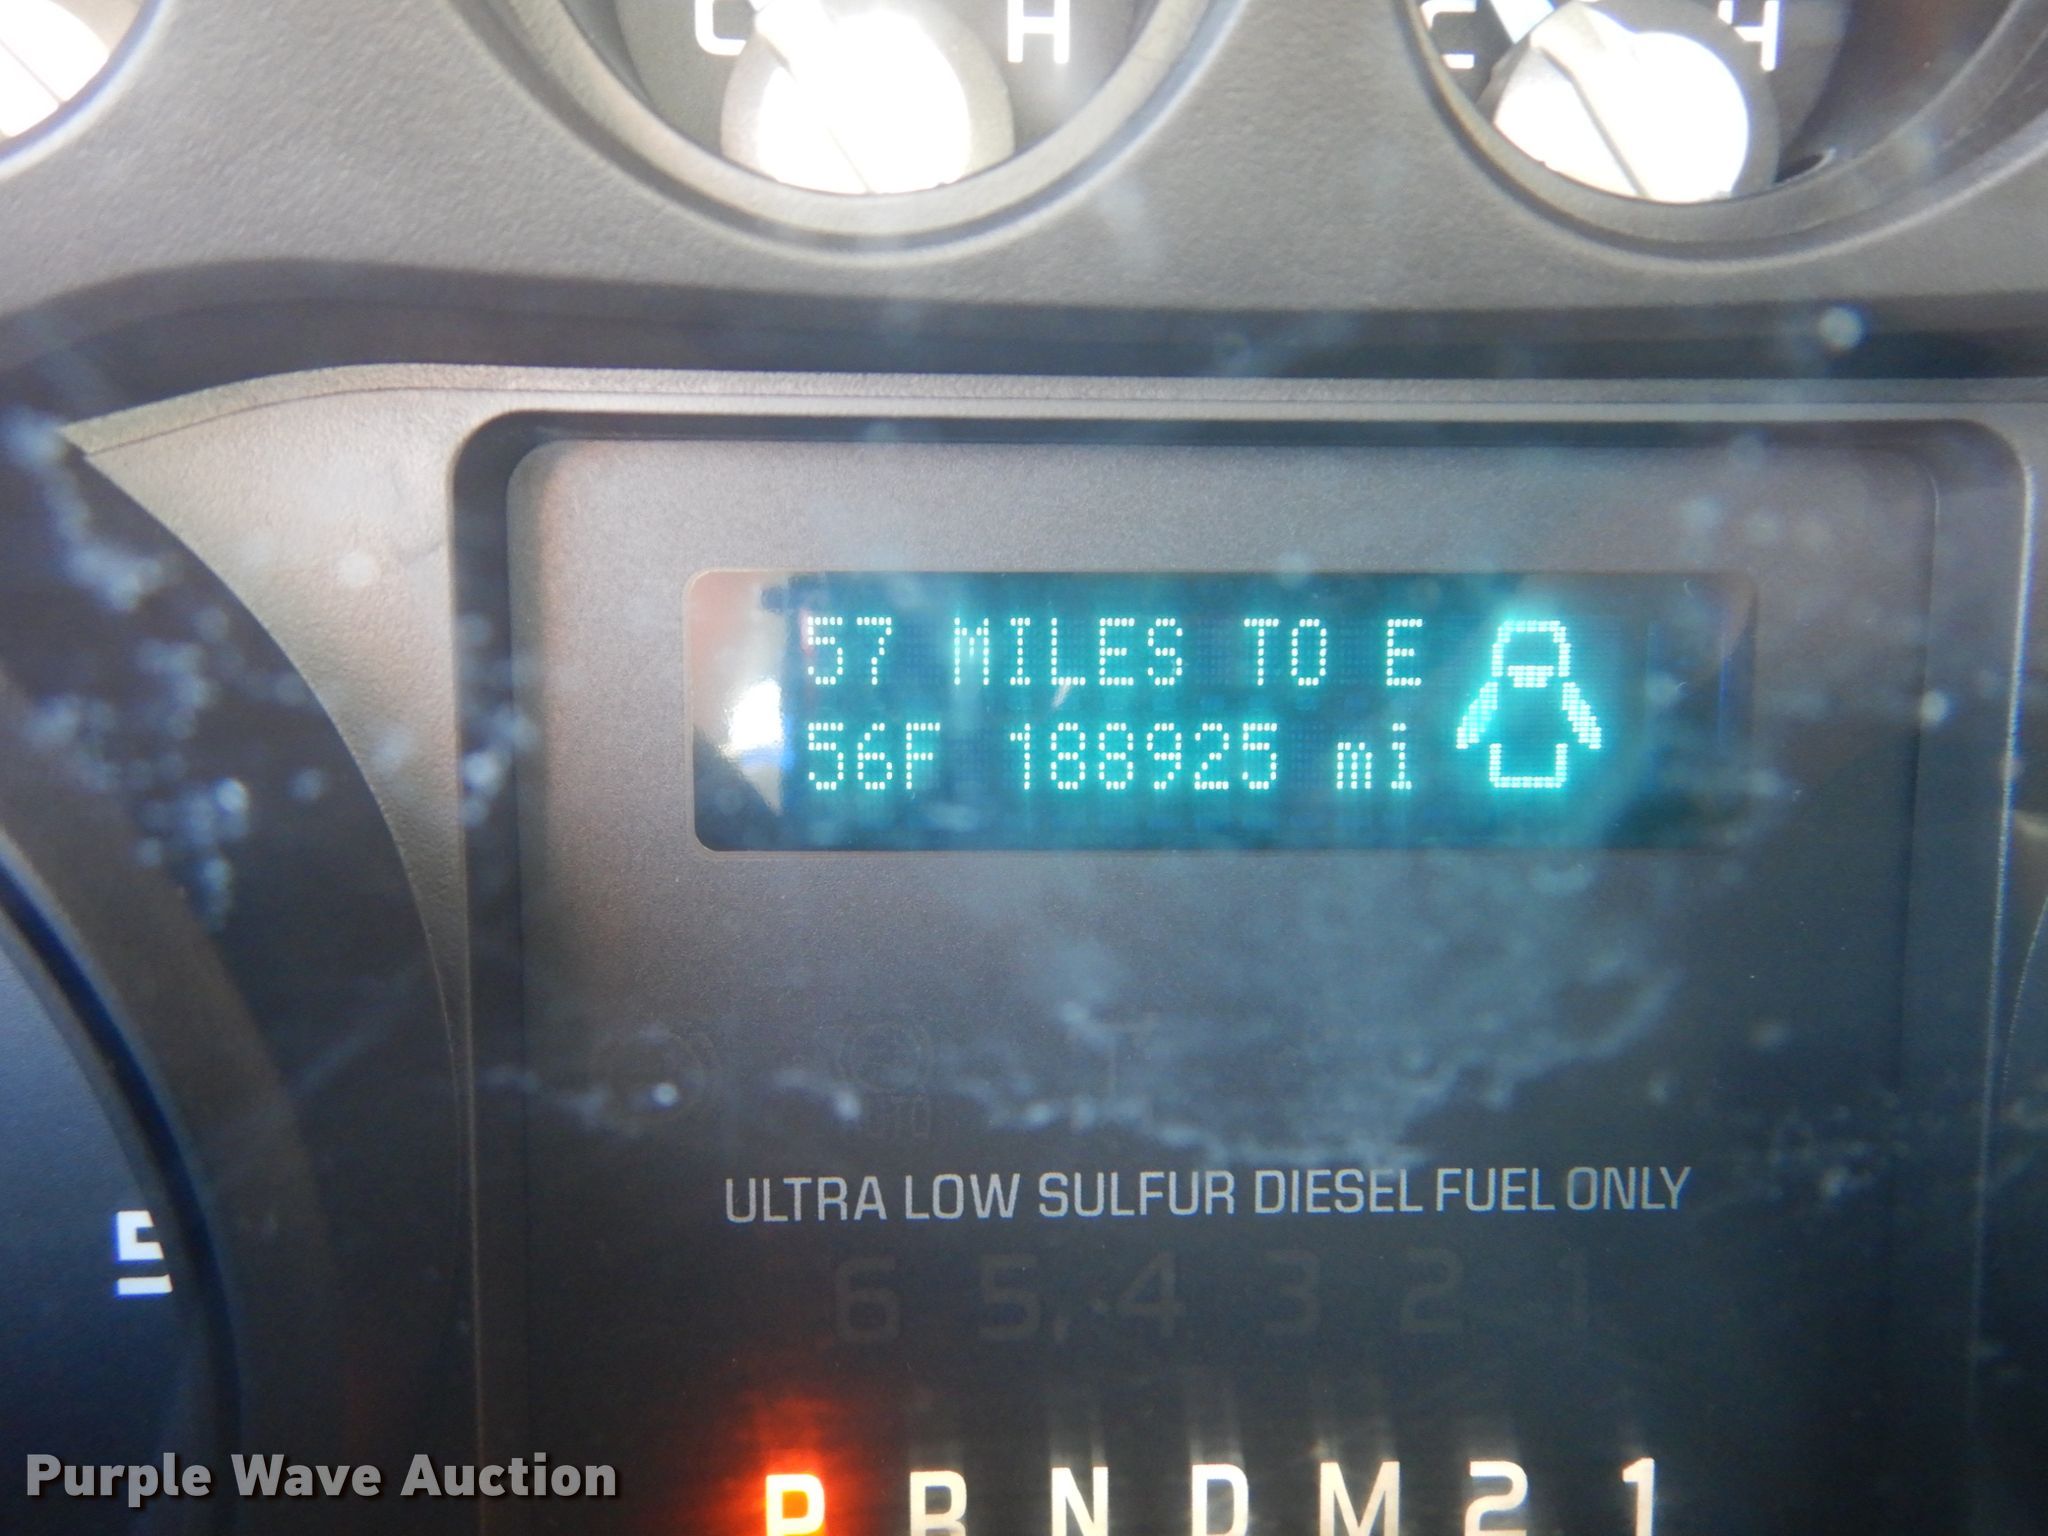 C H C H
57 MILES TO E
56F 188925 mi
ULTRA LOW SULFUR DIESEL FUEL ONLY
5
6 5 4 3 2 1
P R N D M 2 1
Purple Wave Auction